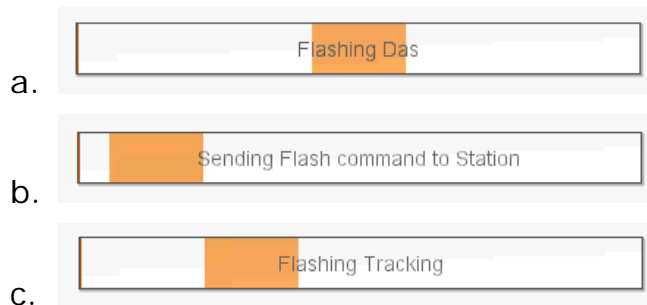 a. Flashing Das
b. Sending Flash command to Station
c. Flashing Tracking